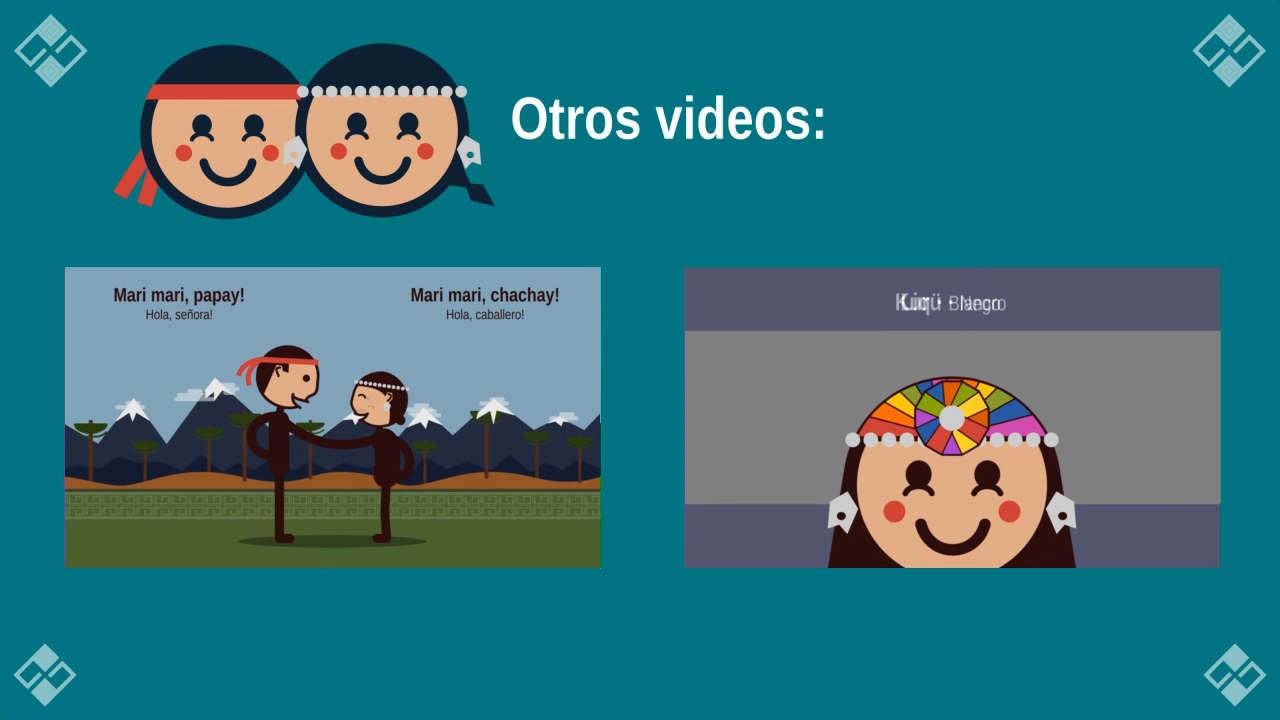 Otros videos:
Mari mari, papay!
Hola, señora!
Mari mari, chachay!
Hola, caballero!